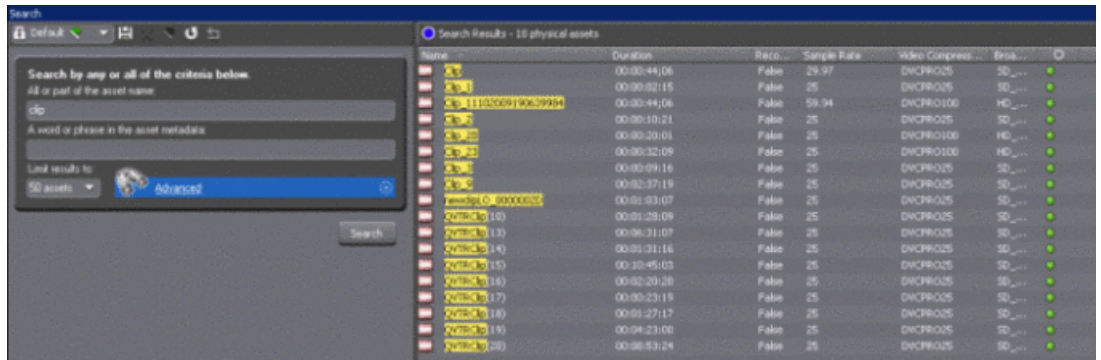 Search
Default
Search by any or all of the criteria below.
All or part of the asset name:
clip
A word or phrase in the asset metadata:
Limit results to:
50 assets
Advanced
Search
Search Results - 18 physical assets
Name Duration Reco... Sample Rate Video Compress... Broa...
Clip 00:00:44;06 False 29.97 DVCPRO25 SD_...
Clip_1 00:00:02:15 False 25 DVCPRO25 SD_...
Clip_11102009190639984 00:00:44;06 False 59.94 DVCPRO100 HD_...
Clip_2 00:00:10:21 False 25 DVCPRO25 SD_...
Clip_20 00:00:20:01 False 25 DVCPRO100 HD_...
Clip_23 00:00:32:09 False 25 DVCPRO100 HD_...
Clip_3 00:00:09:16 False 25 DVCPRO25 SD_...
Clip_9 00:02:37:19 False 25 DVCPRO25 SD_...
00:01:03:07 False 25 DVCPRO25 SD_...
QVTRClip(10) 00:01:28:09 False 25 DVCPRO25 SD_...
QVTRClip(13) 00:06:31:07 False 25 DVCPRO25 SD_...
QVTRClip(14) 00:01:31:16 False 25 DVCPRO25 SD_...
QVTRClip(15) 00:10:45:03 False 25 DVCPRO25 SD_...
QVTRClip(16) 00:02:20:20 False 25 DVCPRO25 SD_...
QVTRClip(17) 00:00:23:19 False 25 DVCPRO25 SD_...
QVTRClip(18) 00:01:27:17 False 25 DVCPRO25 SD_...
QVTRClip(19) 00:04:23:00 False 25 DVCPRO25 SD_...
QVTRClip(20) 00:08:53:24 False 25 DVCPRO25 SD_...